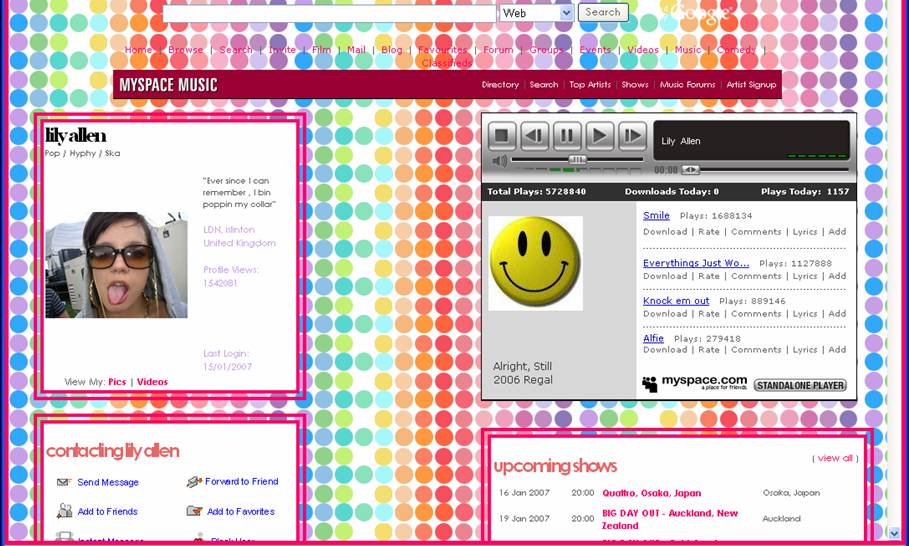 Web
Search
Google
Home | Browse | Search | Invite | Film | Mail | Blog | Favourites | Forum | Groups | Events | Videos | Music | Comedy |
Classifieds
MYSPACE MUSIC
Directory | Search | Top Artists | Shows | Music Forums | Artist Signup
lily allen
Pop / Hyphy / Ska
"Ever since I can
remember , I bin
poppin my collar"
LDN, islinton
United Kingdom
Profile Views:
1542081
Last Login:
15/01/2007
View My: Pics | Videos
contacting lily allen
Send Message
Forward to Friend
Add to Friends
Add to Favorites
Instant Message
Block User
Lily Allen
00:00
Total Plays: 5728840 Downloads Today: 0 Plays Today: 1157
Smile Plays: 1688134
Download | Rate | Comments | Lyrics | Add
Everything's Just Wo... Plays: 1127888
Download | Rate | Comments | Lyrics | Add
Knock em out Plays: 889146
Download | Rate | Comments | Lyrics | Add
Alfie Plays: 279418
Download | Rate | Comments | Lyrics | Add
Alright, Still
2006 Regal
myspace.com
a place for friends
STANDALONE PLAYER
upcoming shows
( view all )
16 Jan 2007 20:00 Quattro, Osaka, Japan Osaka, Japan
19 Jan 2007 20:00 BIG DAY OUT - Auckland, New
Zealand
Auckland